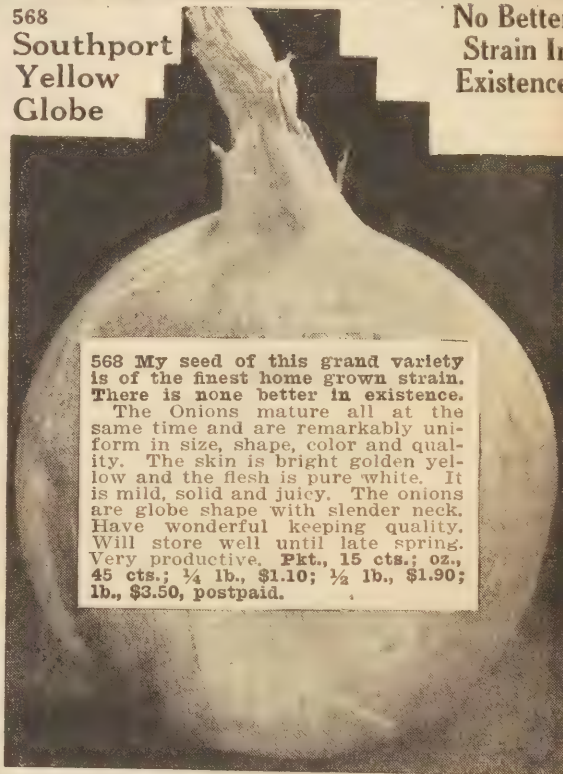 568
Southport
Yellow
Globe
No Better
Strain In
Existence
568 My seed of this grand variety
is of the finest home grown strain.
There is none better in existence.
The Onions mature all at the
same time and are remarkably uni-
form in size, shape, color and qual-
ity. The skin is bright golden yel-
low and the flesh is pure white. It
is mild, solid and juicy. The onions
are globe shape with slender neck.
Have wonderful keeping quality.
Will store well until late spring.
Very productive. Pkt., 15 cts.; oz.,
45 cts.; ¼ lb., $1.10; ½ lb., $1.90;
lb., $3.50, postpaid.